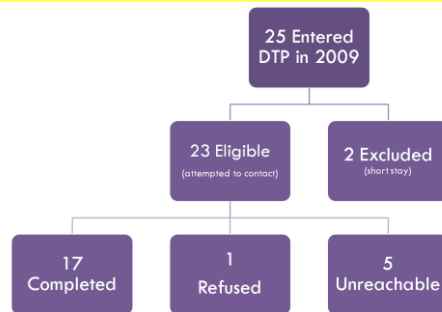 25 Entered
DTP in 2009
23 Eligible
(attempted to contact)
2 Excluded
(short stay)
17
Completed
1
Refused
5
Unreachable